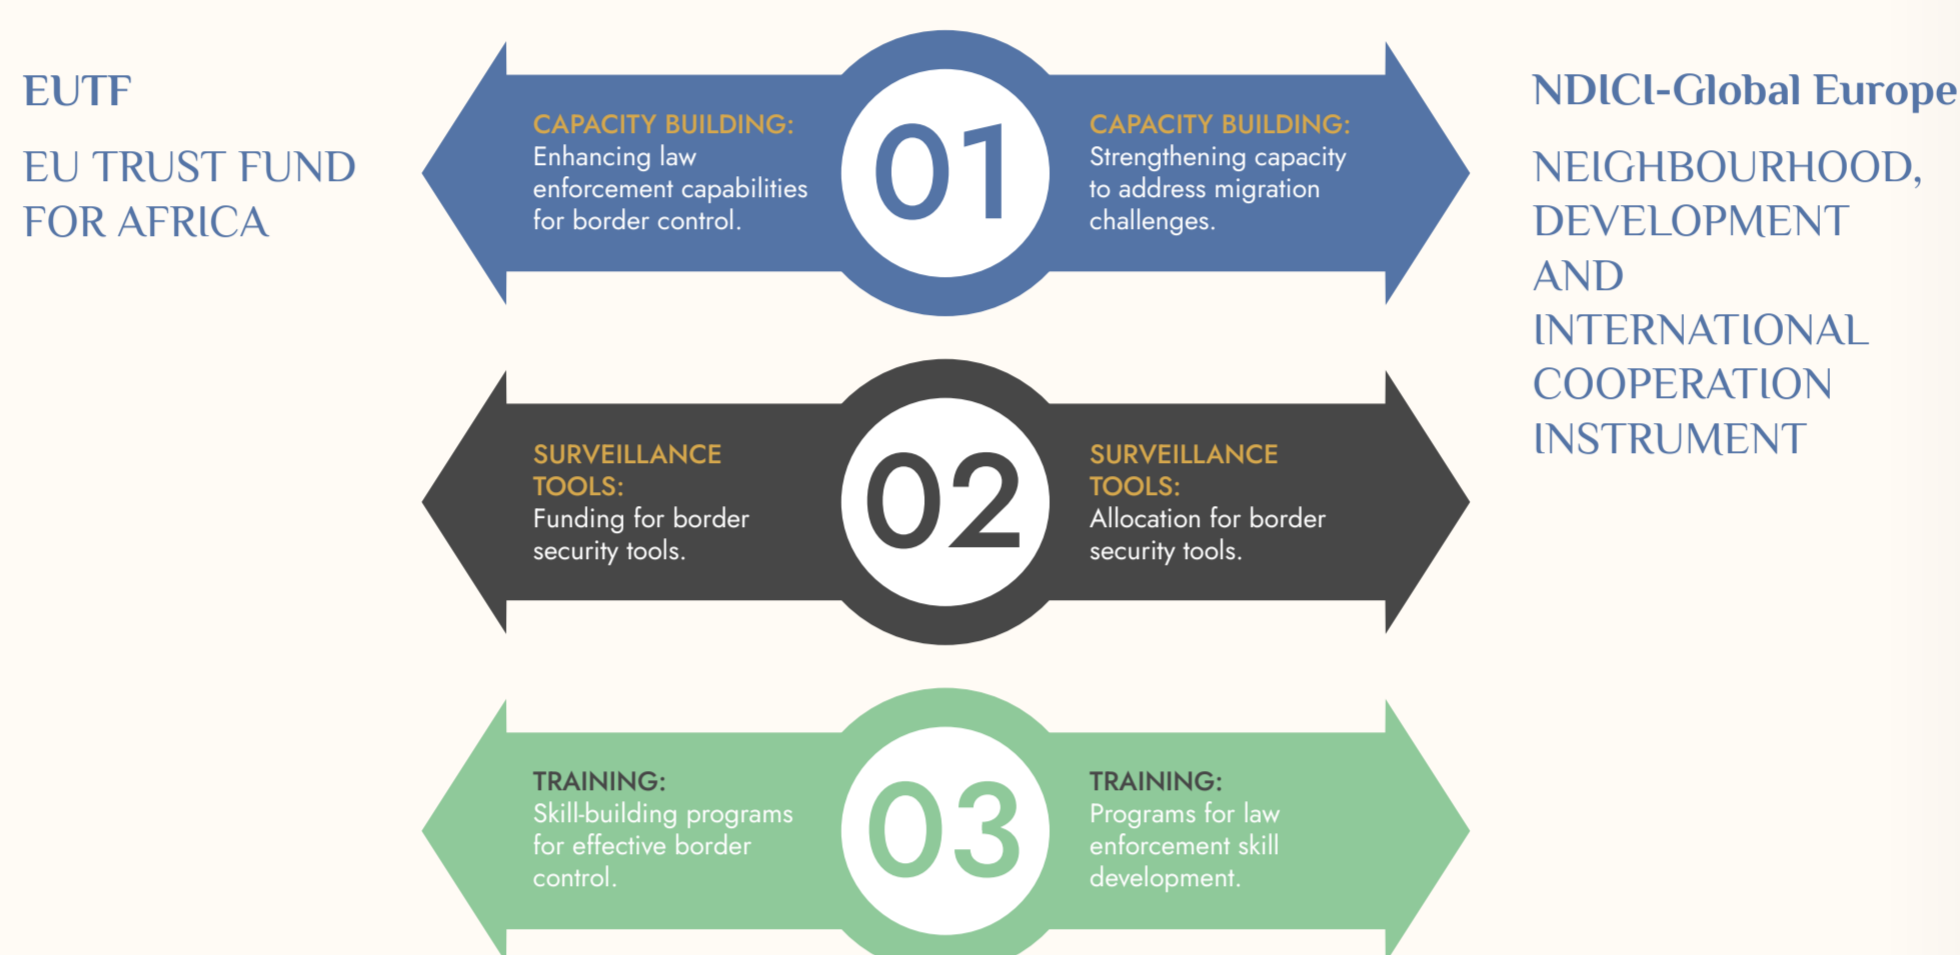 EUTF
EU TRUST FUND
FOR AFRICA
CAPACITY BUILDING:
Enhancing law
enforcement capabilities
for border control.
01
CAPACITY BUILDING:
Strengthening capacity
to address migration
challenges.
NDICI-Global Europe
NEIGHBOURHOOD,
DEVELOPMENT
AND
INTERNATIONAL
COOPERATION
INSTRUMENT
SURVEILLANCE
TOOLS:
Funding for border
security tools.
02
SURVEILLANCE
TOOLS:
Allocation for border
security tools.
TRAINING:
Skill-building programs
for effective border
control.
03
TRAINING:
Programs for law
enforcement skill
development.